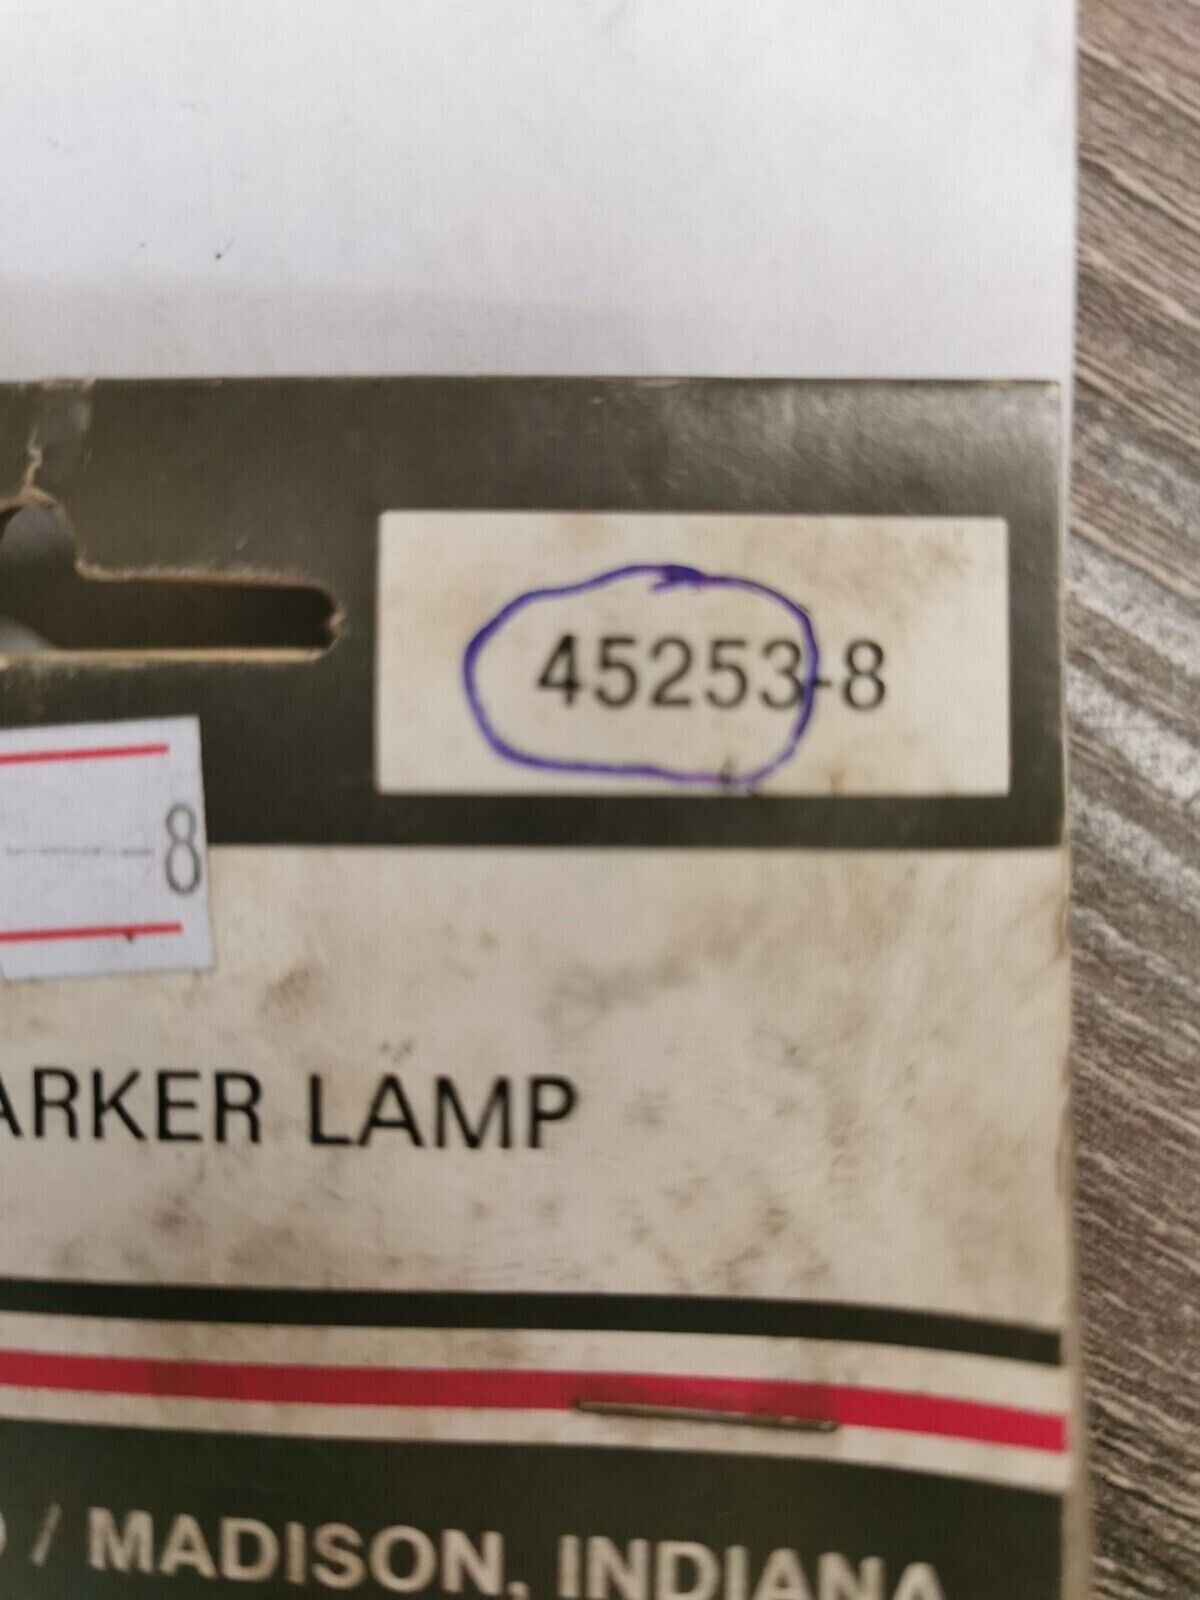 45253-8
8
ARKER LAMP
/ MADISON, INDIANA